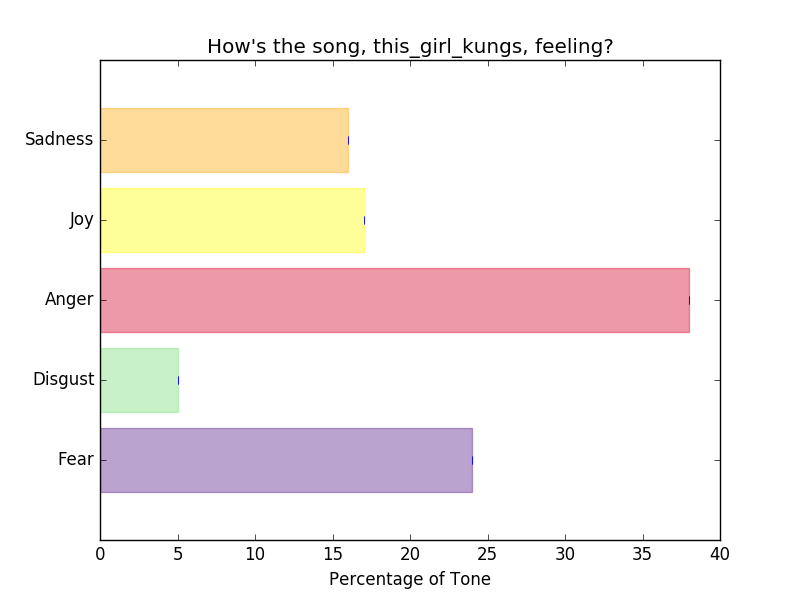 How's the song, this_girl_kungs, feeling?
Sadness
Joy
Anger
Disgust
Fear
0 5 10 15 20 25 30 35 40
Percentage of Tone